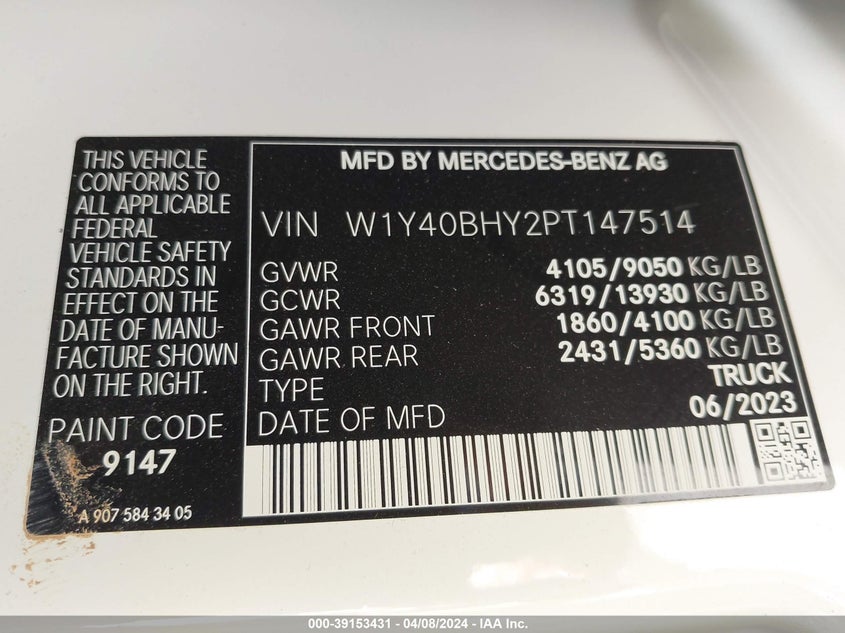 THIS VEHICLE
CONFORMS TO
ALL APPLICABLE
FEDERAL
VEHICLE SAFETY
STANDARDS IN
EFFECT ON THE
DATE OF MANU-
FACTURE SHOWN
ON THE RIGHT.
PAINT CODE
9147
A 907 584 34 05
MFD BY MERCEDES-BENZ AG
VIN W1Y40BHY2PT147514
GVWR 4105/9050 KG/LB
GCWR 6319/13930 KG/LB
GAWR FRONT 1860/4100 KG/LB
GAWR REAR 2431/5360 KG/LB
TYPE TRUCK
DATE OF MFD 06/2023
000-39153431 - 04/08/2024 - IAA Inc.